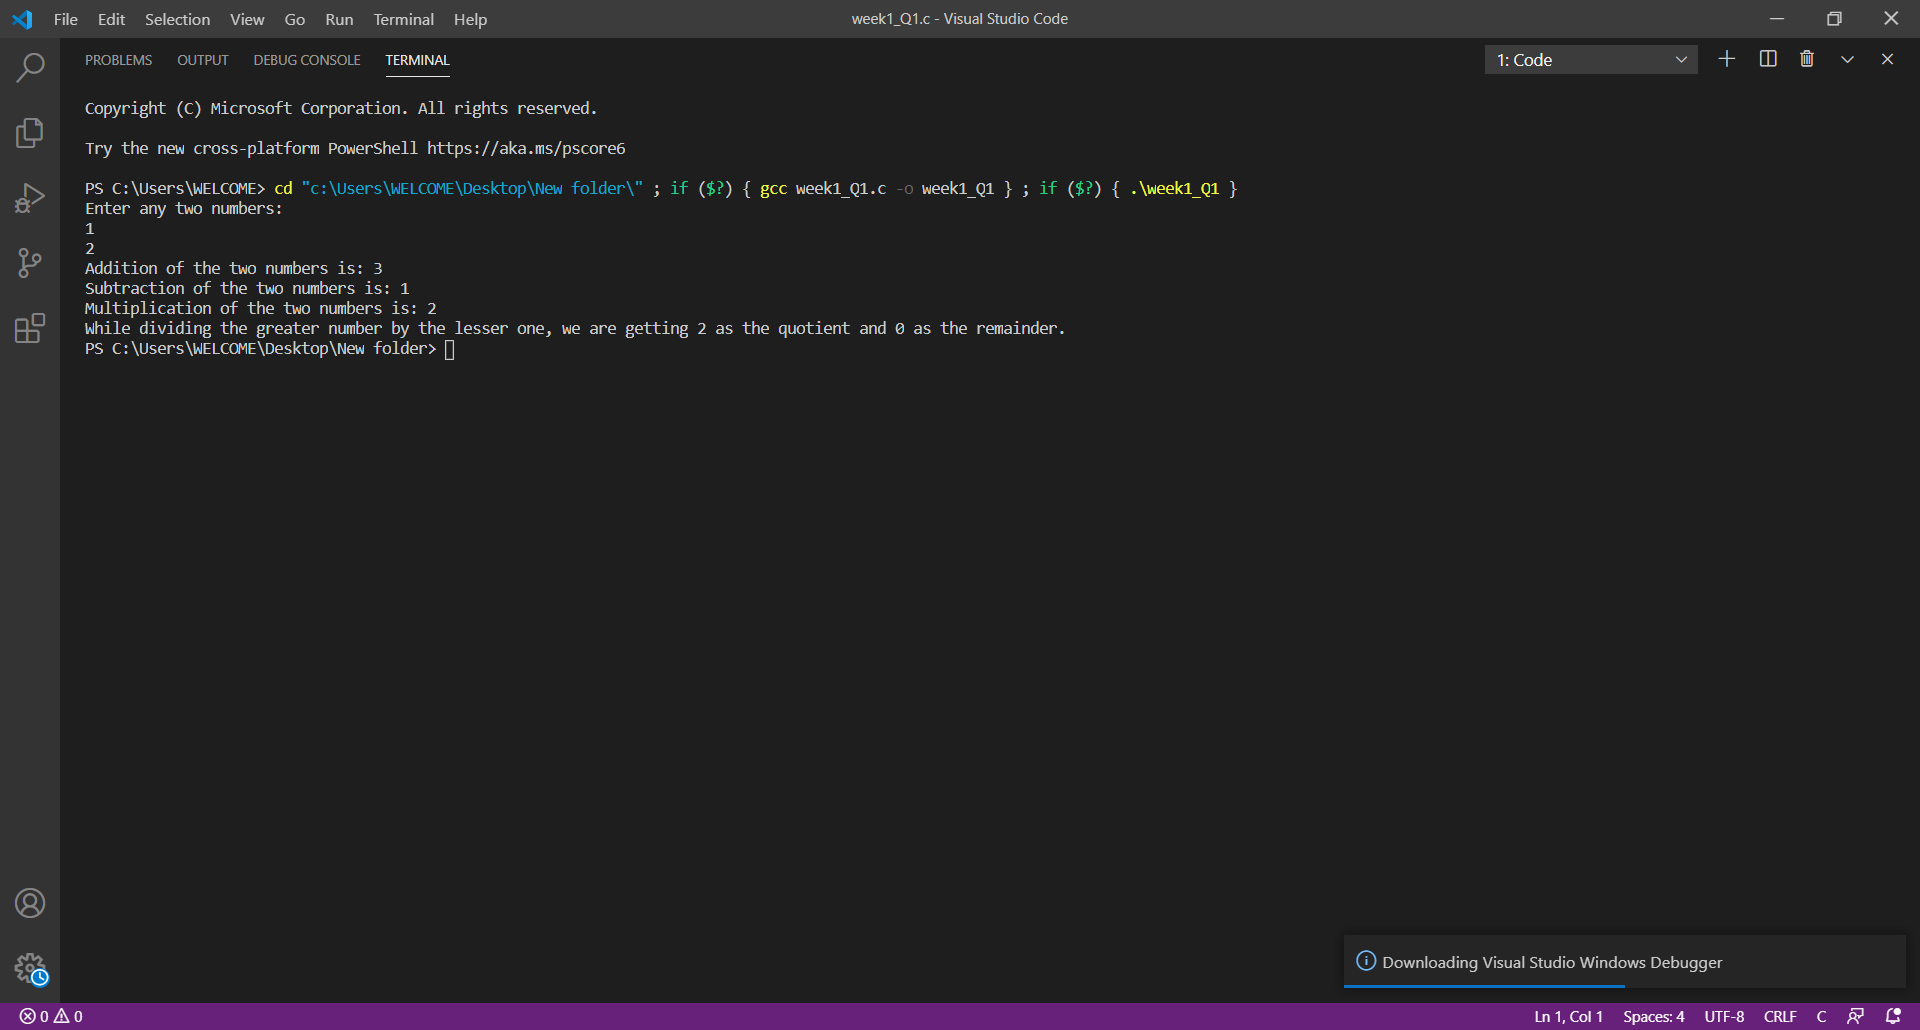 File Edit Selection View Go Run Terminal Help week1_Q1.c - Visual Studio Code
PROBLEMS OUTPUT DEBUG CONSOLE TERMINAL 1: Code
Copyright (C) Microsoft Corporation. All rights reserved.
Try the new cross-platform PowerShell https://aka.ms/pscore6
PS C:\Users\WELCOME> cd "c:\Users\WELCOME\Desktop\New folder\" ; if ($?) { gcc week1_Q1.c -o week1_Q1 } ; if ($?) { .\week1_Q1 }
Enter any two numbers:
1
2
Addition of the two numbers is: 3
Subtraction of the two numbers is: 1
Multiplication of the two numbers is: 2
While dividing the greater number by the lesser one, we are getting 2 as the quotient and 0 as the remainder.
PS C:\Users\WELCOME\Desktop\New folder>
Downloading Visual Studio Windows Debugger
0 0 Ln 1, Col 1 Spaces: 4 UTF-8 CRLF C